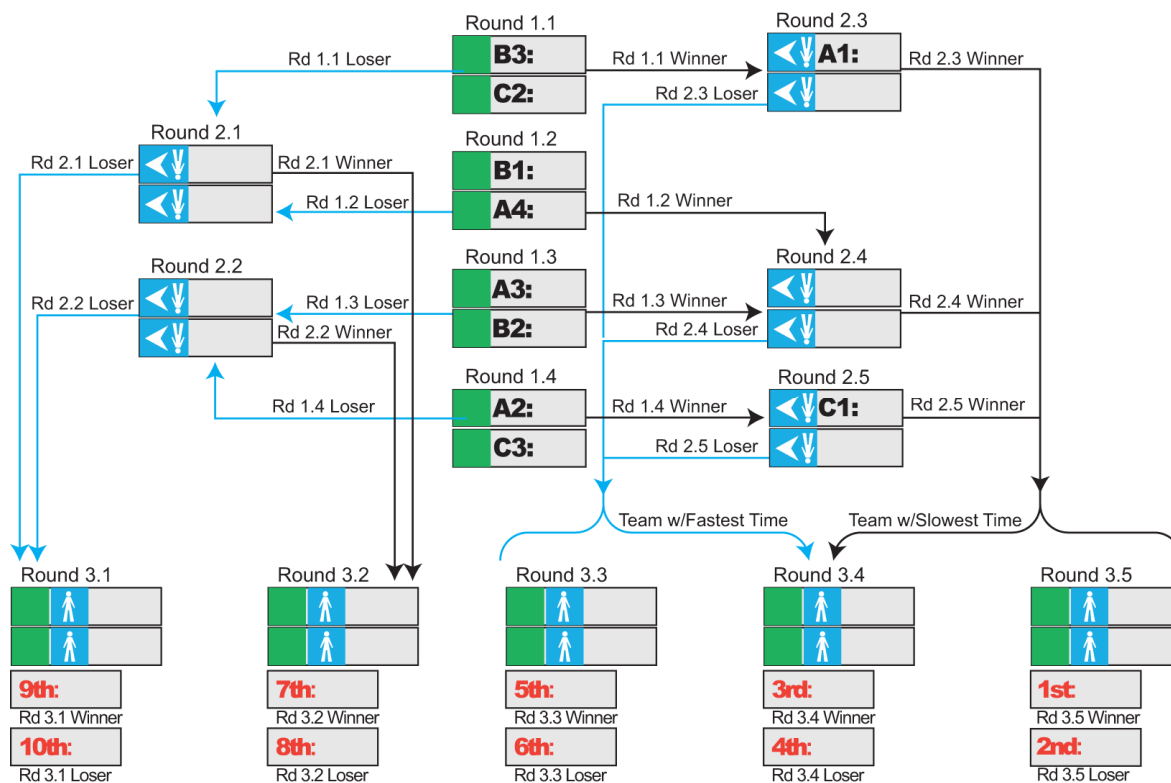 Round 1.1
Round 2.3
B3:
Rd 1.1 Loser
Rd 1.1 Winner
A1:
Rd 2.3 Winner
C2:
Rd 2.3 Loser
Round 2.1
Round 1.2
Rd 2.1 Loser
Rd 2.1 Winner
B1:
Rd 1.2 Loser
A4:
Rd 1.2 Winner
Round 2.2
Round 1.3
Round 2.4
Rd 2.2 Loser
Rd 1.3 Loser
A3:
Rd 1.3 Winner
Rd 2.4 Winner
Rd 2.2 Winner
B2:
Rd 2.4 Loser
Round 1.4
Round 2.5
Rd 1.4 Loser
A2:
Rd 1.4 Winner
C1:
Rd 2.5 Winner
C3:
Rd 2.5 Loser
Team w/Fastest Time
Team w/Slowest Time
Round 3.1
Round 3.2
Round 3.3
Round 3.4
Round 3.5
9th:
7th:
5th:
3rd:
1st:
Rd 3.1 Winner
Rd 3.2 Winner
Rd 3.3 Winner
Rd 3.4 Winner
Rd 3.5 Winner
10th:
8th:
6th:
4th:
2nd:
Rd 3.1 Loser
Rd 3.2 Loser
Rd 3.3 Loser
Rd 3.4 Loser
Rd 3.5 Loser